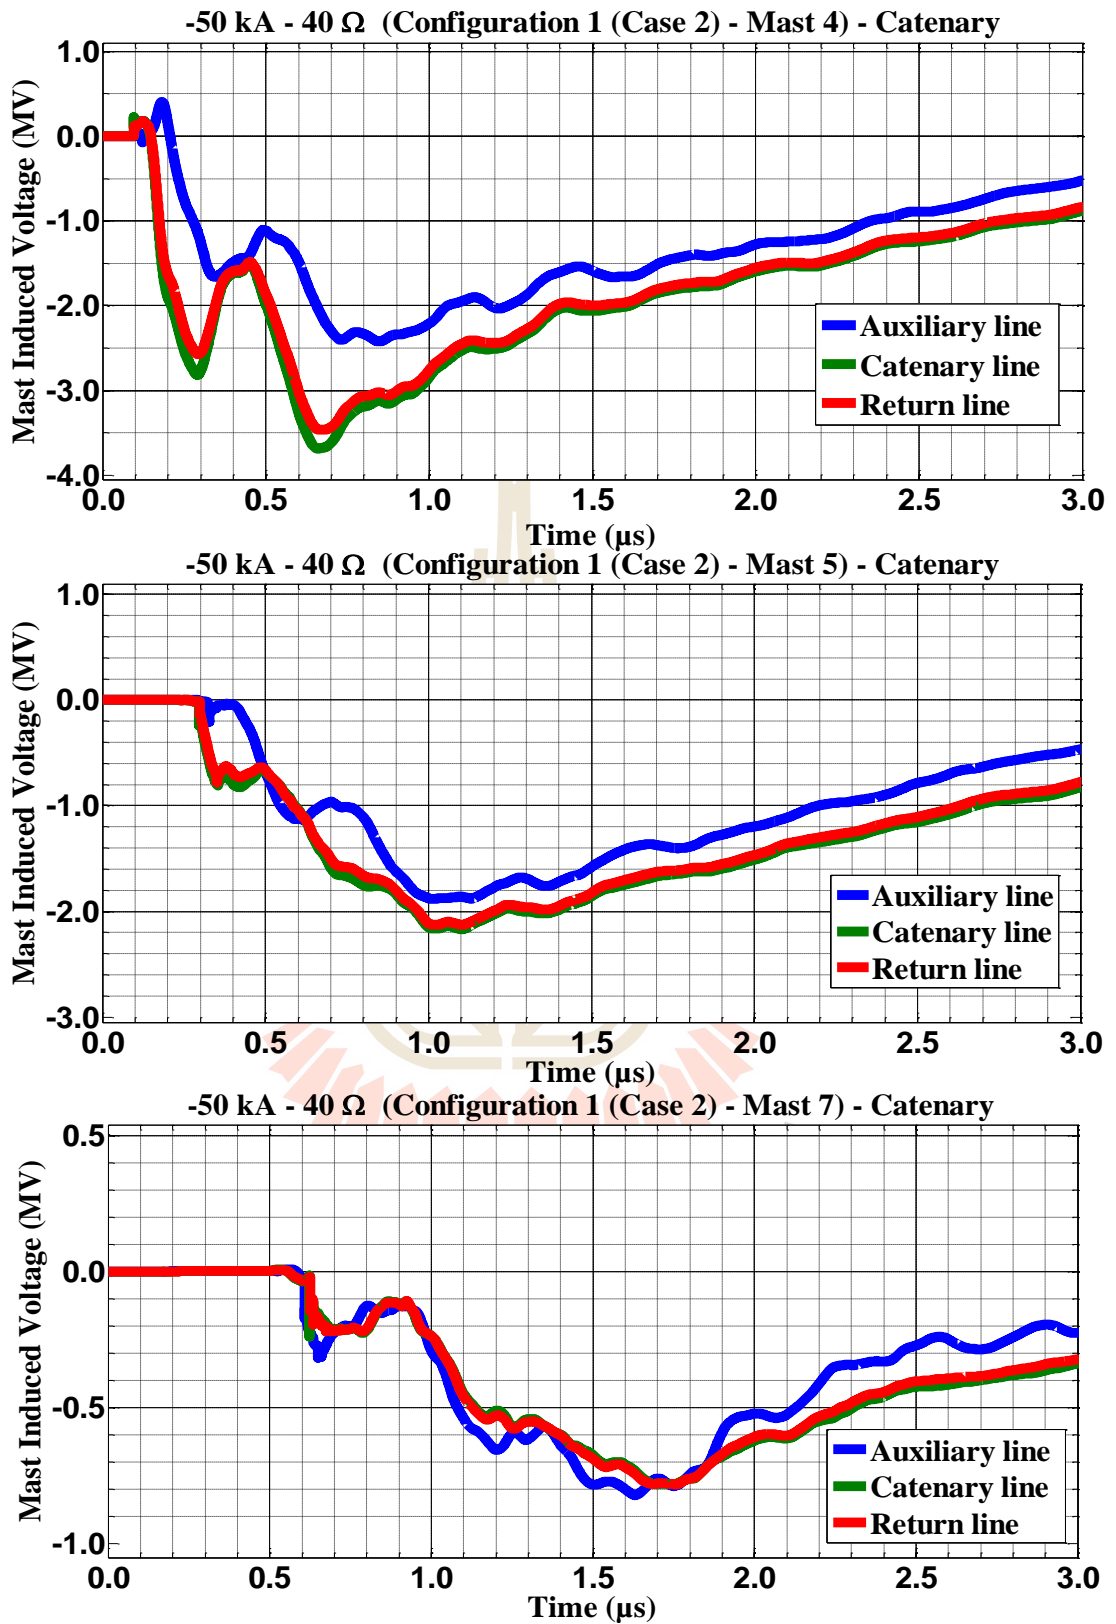 -50 kA - 40 Ω (Configuration 1 (Case 2) - Mast 4) - Catenary
Mast Induced Voltage (MV)
1.0
0.0
-1.0
-2.0
-3.0
-4.0
Auxiliary line
Catenary line
Return line
0.0 0.5 1.0 1.5 2.0 2.5 3.0
Time (µs)
-50 kA - 40 Ω (Configuration 1 (Case 2) - Mast 5) - Catenary
Mast Induced Voltage (MV)
1.0
0.0
-1.0
-2.0
-3.0
Auxiliary line
Catenary line
Return line
0.0 0.5 1.0 1.5 2.0 2.5 3.0
Time (µs)
-50 kA - 40 Ω (Configuration 1 (Case 2) - Mast 7) - Catenary
Mast Induced Voltage (MV)
0.5
0.0
-0.5
-1.0
Auxiliary line
Catenary line
Return line
0.0 0.5 1.0 1.5 2.0 2.5 3.0
Time (µs)